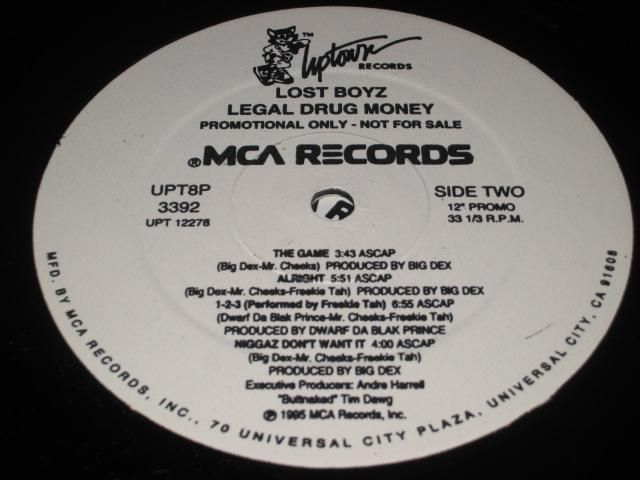 Uptown ™
RECORDS
LOST BOYZ
LEGAL DRUG MONEY
PROMOTIONAL ONLY - NOT FOR SALE
®MCA RECORDS
UPT8P
3392
UPT 12278
SIDE TWO
12" PROMO
33 1/3 R.P.M.
THE GAME 3:43 ASCAP
(Big Dex-Mr. Cheeks) PRODUCED BY BIG DEX
ALRIGHT 5:51 ASCAP
(Big Dex-Mr. Cheeks-Freekie Tah) PRODUCED BY BIG DEX
1-2-3 (Performed by Freekie Tah) 6:55 ASCAP
(Dwarf Da Blak Prince-Mr. Cheeks-Freekie Tah)
PRODUCED BY DWARF DA BLAK PRINCE
NIGGAZ DON'T WANT IT 4:00 ASCAP
(Big Dex-Mr. Cheeks-Freekie Tah)
PRODUCED BY BIG DEX
Executive Producers: Andre Harrell
"Buttnaked" Tim Dawg
℗ 1995 MCA Records, Inc.
MFD. BY MCA RECORDS, INC., 70 UNIVERSAL CITY PLAZA, UNIVERSAL CITY, CA 91608